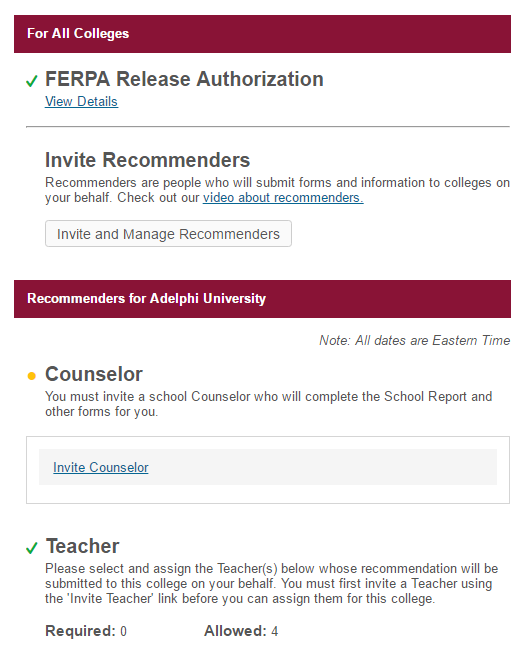 For All Colleges
FERPA Release Authorization
View Details
Invite Recommenders
Recommenders are people who will submit forms and information to colleges on
your behalf. Check out our video about recommenders.
Invite and Manage Recommenders
Recommenders for Adelphi University
Note: All dates are Eastern Time
Counselor
You must invite a school Counselor who will complete the School Report and
other forms for you.
Invite Counselor
Teacher
Please select and assign the Teacher(s) below whose recommendation will be
submitted to this college on your behalf. You must first invite a Teacher using
the 'Invite Teacher' link before you can assign them for this college.
Required: 0 Allowed: 4